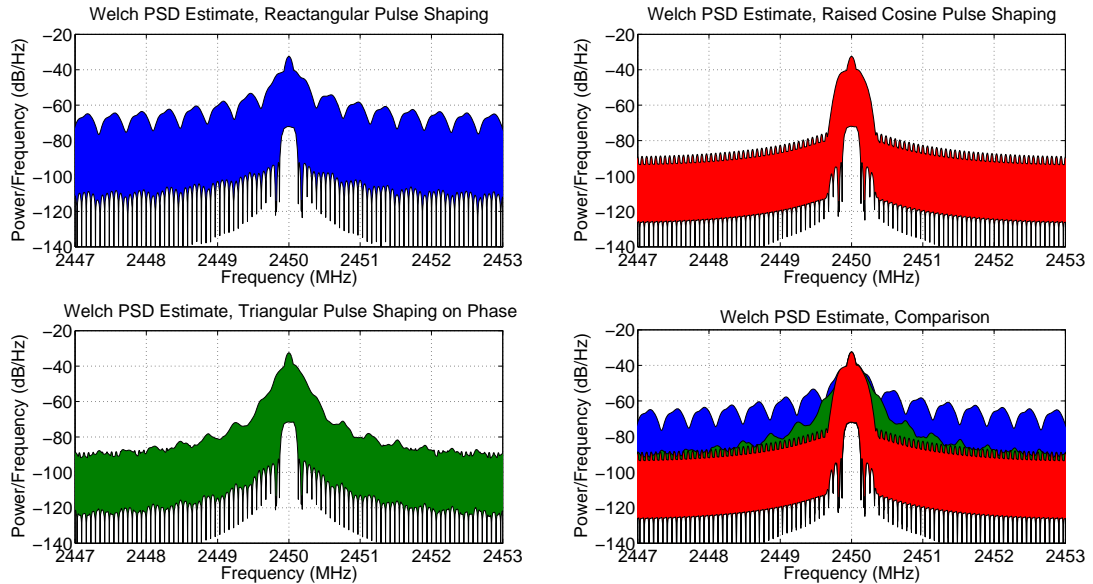 Welch PSD Estimate, Reactangular Pulse Shaping
Power/Frequency (dB/Hz)
−20
−40
−60
−80
−100
−120
−140
2447 2448 2449 2450 2451 2452 2453
Frequency (MHz)
Welch PSD Estimate, Raised Cosine Pulse Shaping
Power/Frequency (dB/Hz)
−20
−40
−60
−80
−100
−120
−140
2447 2448 2449 2450 2451 2452 2453
Frequency (MHz)
Welch PSD Estimate, Triangular Pulse Shaping on Phase
Power/Frequency (dB/Hz)
−20
−40
−60
−80
−100
−120
−140
2447 2448 2449 2450 2451 2452 2453
Frequency (MHz)
Welch PSD Estimate, Comparison
Power/Frequency (dB/Hz)
−20
−40
−60
−80
−100
−120
−140
2447 2448 2449 2450 2451 2452 2453
Frequency (MHz)